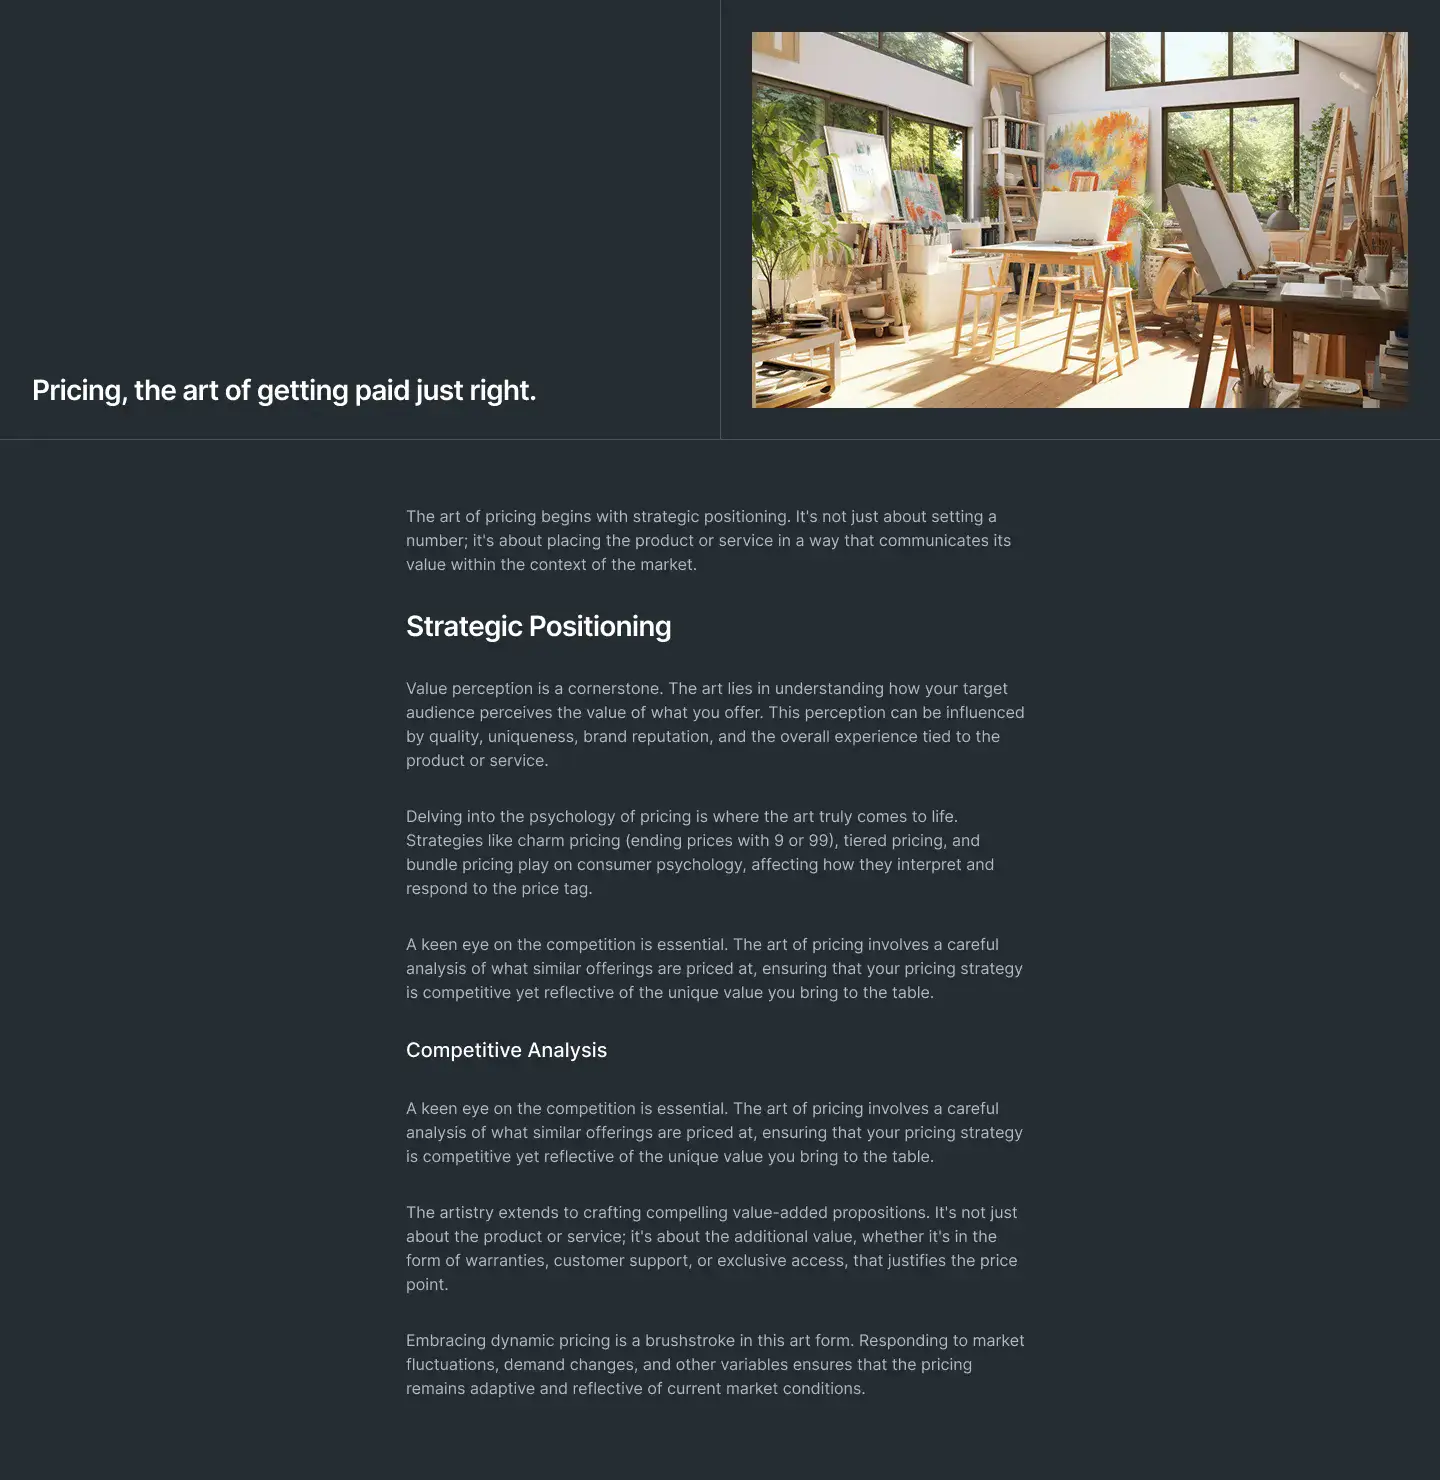 Pricing, the art of getting paid just right.
The art of pricing begins with strategic positioning. It's not just about setting a
number; it's about placing the product or service in a way that communicates its
value within the context of the market.
Strategic Positioning
Value perception is a cornerstone. The art lies in understanding how your target
audience perceives the value of what you offer. This perception can be influenced
by quality, uniqueness, brand reputation, and the overall experience tied to the
product or service.
Delving into the psychology of pricing is where the art truly comes to life.
Strategies like charm pricing (ending prices with 9 or 99), tiered pricing, and
bundle pricing play on consumer psychology, affecting how they interpret and
respond to the price tag.
A keen eye on the competition is essential. The art of pricing involves a careful
analysis of what similar offerings are priced at, ensuring that your pricing strategy
is competitive yet reflective of the unique value you bring to the table.
Competitive Analysis
A keen eye on the competition is essential. The art of pricing involves a careful
analysis of what similar offerings are priced at, ensuring that your pricing strategy
is competitive yet reflective of the unique value you bring to the table.
The artistry extends to crafting compelling value-added propositions. It's not just
about the product or service; it's about the additional value, whether it's in the
form of warranties, customer support, or exclusive access, that justifies the price
point.
Embracing dynamic pricing is a brushstroke in this art form. Responding to market
fluctuations, demand changes, and other variables ensures that the pricing
remains adaptive and reflective of current market conditions.